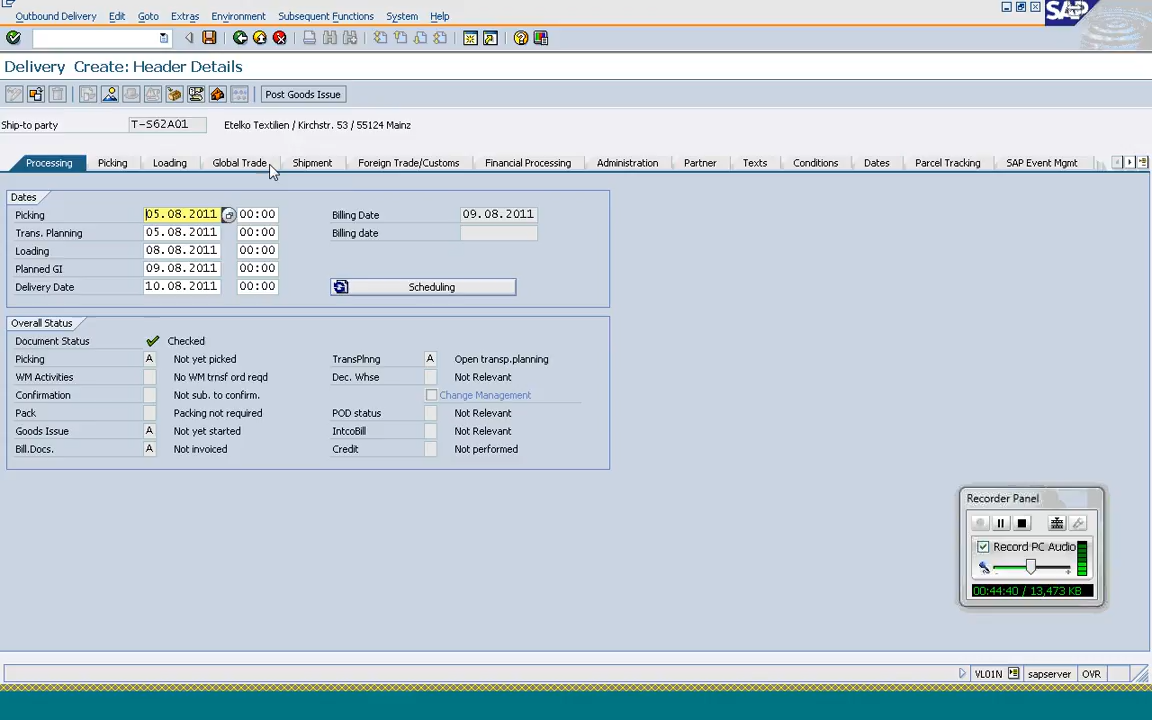 Outbound Delivery Edit Goto Extras Environment Subsequent Functions System Help
SAP
Delivery Create: Header Details
Post Goods Issue
Ship-to party T-S62A01 Etelko Textilien / Kirchstr. 53 / 55124 Mainz
Processing Picking Loading Global Trade Shipment Foreign Trade/Customs Financial Processing Administration Partner Texts Conditions Dates Parcel Tracking SAP Event Mgmt
Dates
Picking 05.08.2011 00:00 Billing Date 09.08.2011
Trans. Planning 05.08.2011 00:00 Billing date
Loading 08.08.2011 00:00
Planned GI 09.08.2011 00:00
Delivery Date 10.08.2011 00:00 Scheduling
Overall Status
Document Status Checked
Picking A Not yet picked TransPlnng A Open transp.planning
WM Activities No WM trnsf ord reqd Dec. Whse Not Relevant
Confirmation Not sub. to confirm. Change Management
Pack Packing not required POD status Not Relevant
Goods Issue A Not yet started IntcoBill Not Relevant
Bill.Docs. A Not invoiced Credit Not performed
Recorder Panel
Record PC Audio
- +
00:44:40 / 13,473 KB
VL01N sapserver OVR